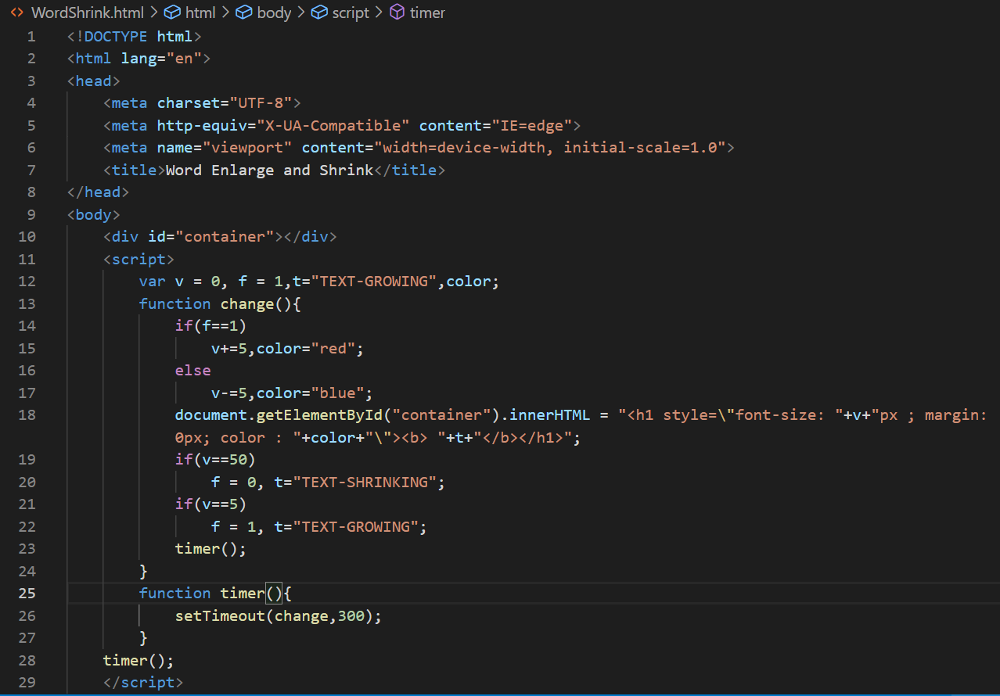 WordShrink.html > html > body > script > timer
1 <!DOCTYPE html>
2 <html lang="en">
3 <head>
4     <meta charset="UTF-8">
5     <meta http-equiv="X-UA-Compatible" content="IE=edge">
6     <meta name="viewport" content="width=device-width, initial-scale=1.0">
7     <title>Word Enlarge and Shrink</title>
8 </head>
9 <body>
10     <div id="container"></div>
11     <script>
12         var v = 0, f = 1,t="TEXT-GROWING",color;
13         function change(){
14             if(f==1)
15                 v+=5,color="red";
16             else
17                 v-=5,color="blue";
18             document.getElementById("container").innerHTML = "<h1 style=\"font-size: "+v+"px ; margin:
            0px; color : "+color+"\"><b> "+t+"</b></h1>";
19             if(v==50)
20                 f = 0, t="TEXT-SHRINKING";
21             if(v==5)
22                 f = 1, t="TEXT-GROWING";
23             timer();
24         }
25         function timer(){
26             setTimeout(change,300);
27         }
28     timer();
29     </script>